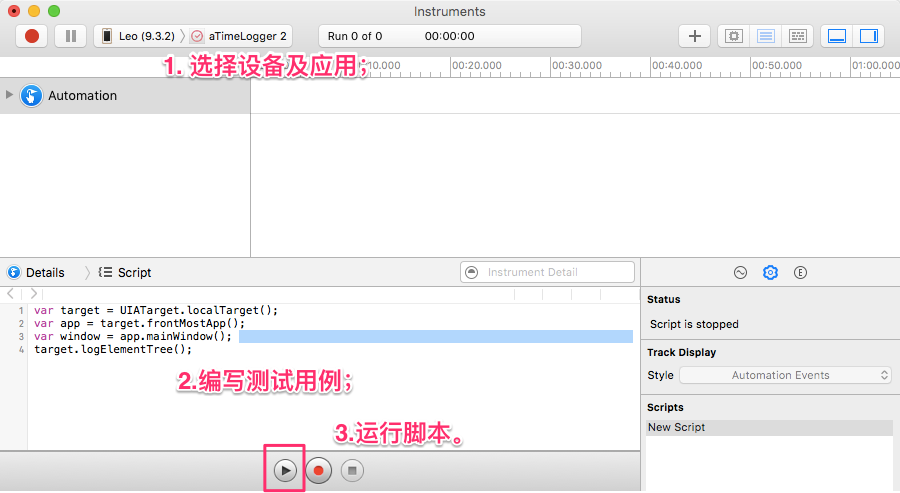 Instruments
Leo (9.3.2) aTimeLogger 2
Run 0 of 0 00:00:00
1. 选择设备及应用;
10.000 00:20.000 00:30.000 00:40.000 00:50.000 01:00.000
Automation
Details Script
Instrument Detail
1 var target = UIATarget.localTarget();
2 var app = target.frontMostApp();
3 var window = app.mainWindow();
4 target.logElementTree();
2.编写测试用例;
3.运行脚本。
E
Status
Script is stopped
Track Display
Style Automation Events
Scripts
New Script